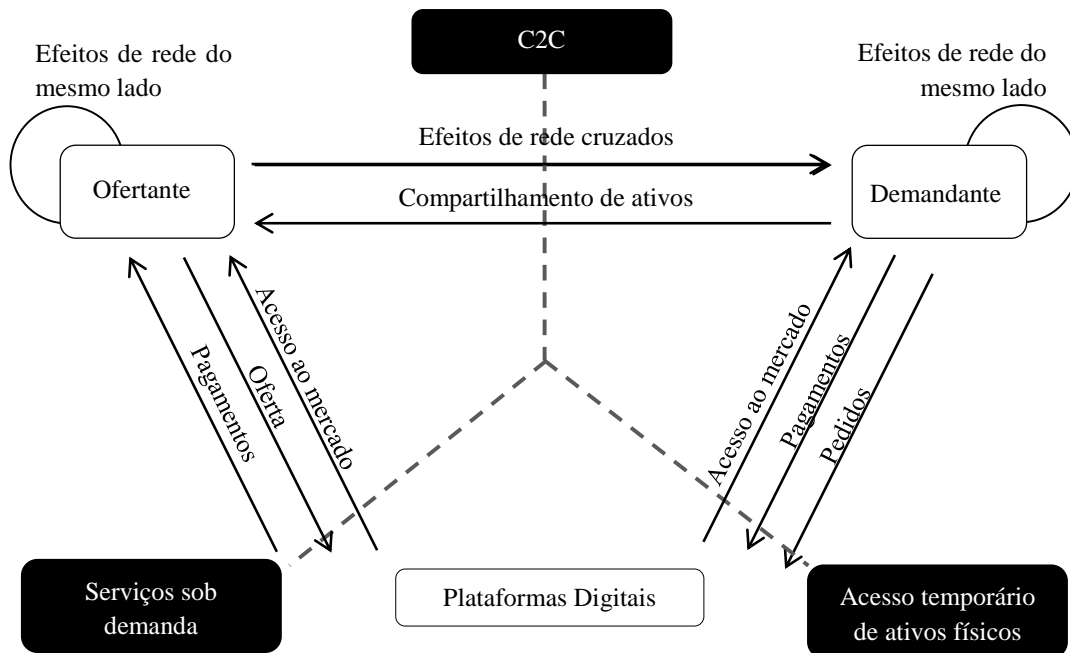 C2C
Efeitos de rede do
mesmo lado
Efeitos de rede do
mesmo lado
Efeitos de rede cruzados
Ofertante
Compartilhamento de ativos
Demandante
Pagamentos
Oferta
Acesso ao mercado
Acesso ao mercado
Pagamentos
Pedidos
Serviços sob
demanda
Plataformas Digitais
Acesso temporário
de ativos físicos